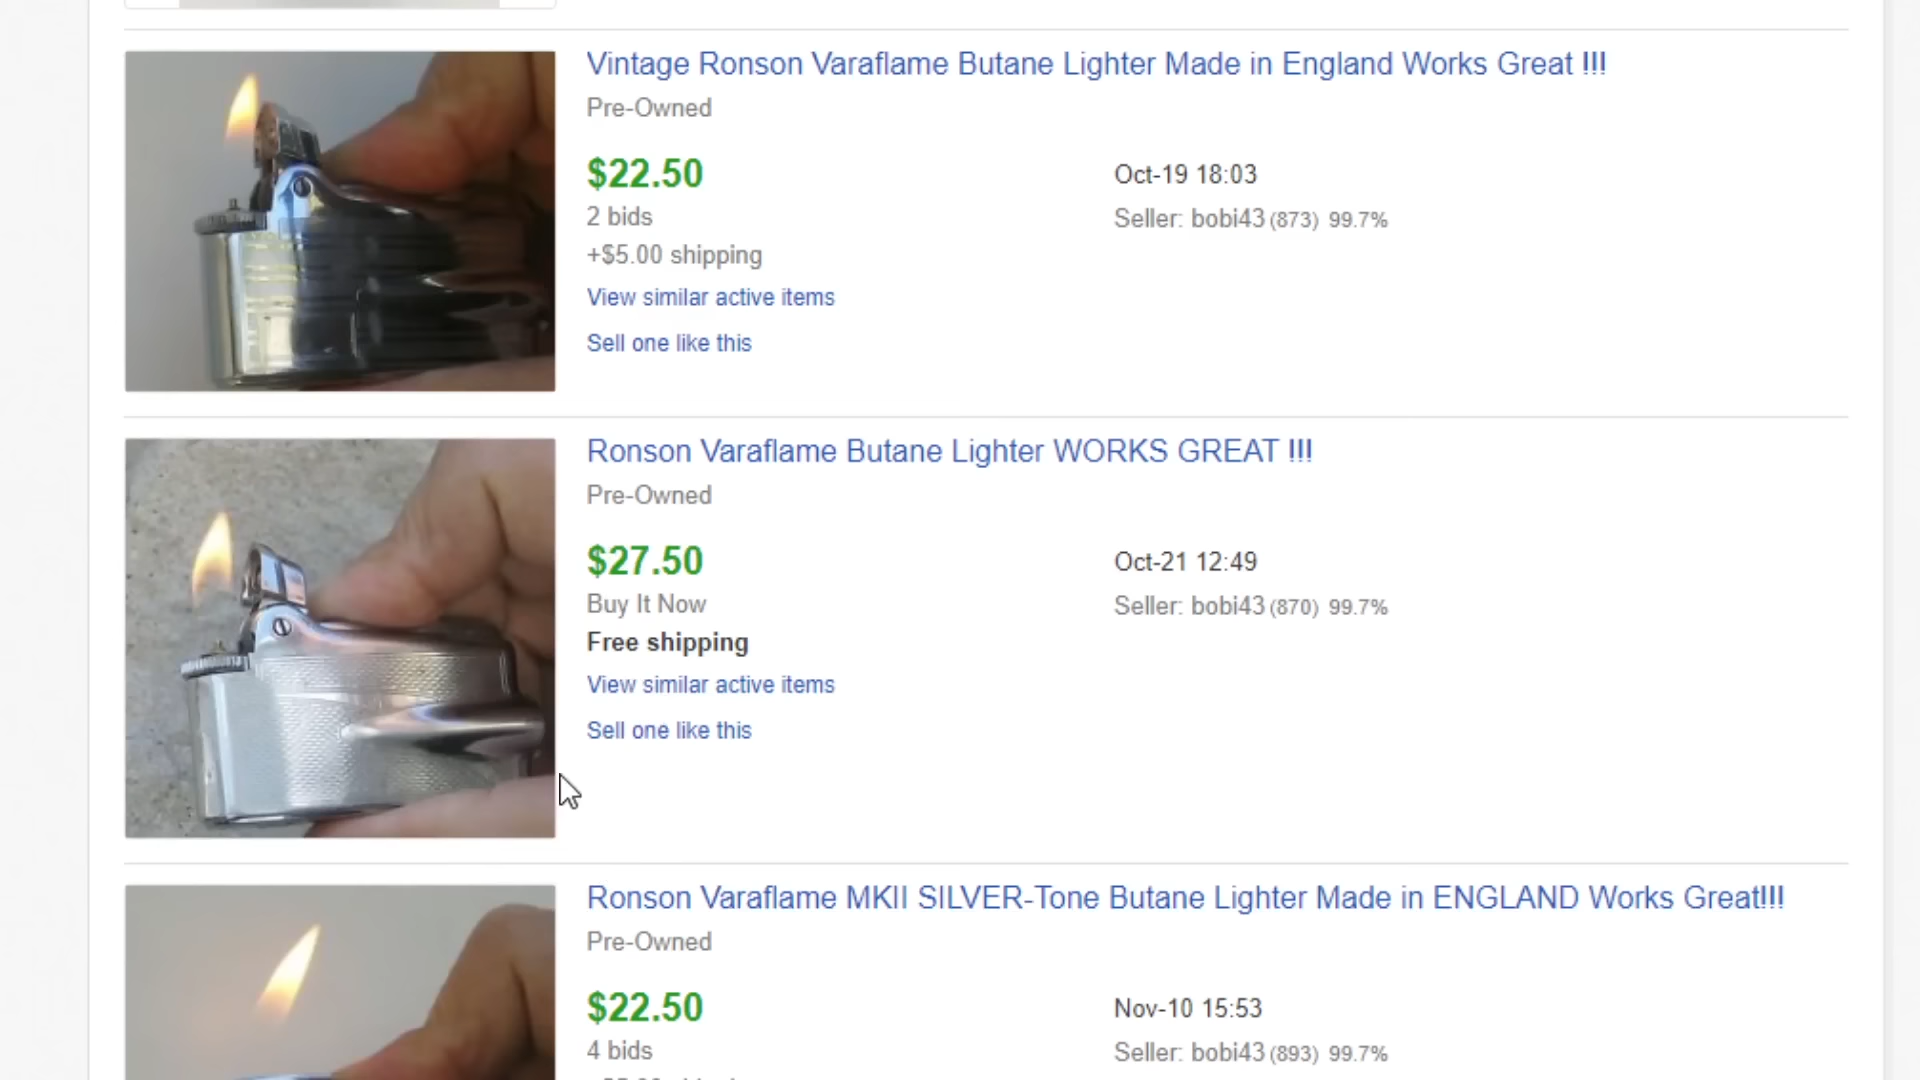 Vintage Ronson Varaflame Butane Lighter Made in England Works Great !!!
Pre-Owned
$22.50
Oct-19 18:03
2 bids
Seller: bobi43 (873) 99.7%
+$5.00 shipping
View similar active items
Sell one like this
Ronson Varaflame Butane Lighter WORKS GREAT !!!
Pre-Owned
$27.50
Oct-21 12:49
Buy It Now
Seller: bobi43 (870) 99.7%
Free shipping
View similar active items
Sell one like this
Ronson Varaflame MKII SILVER-Tone Butane Lighter Made in ENGLAND Works Great!!!
Pre-Owned
$22.50
Nov-10 15:53
4 bids
Seller: bobi43 (893) 99.7%